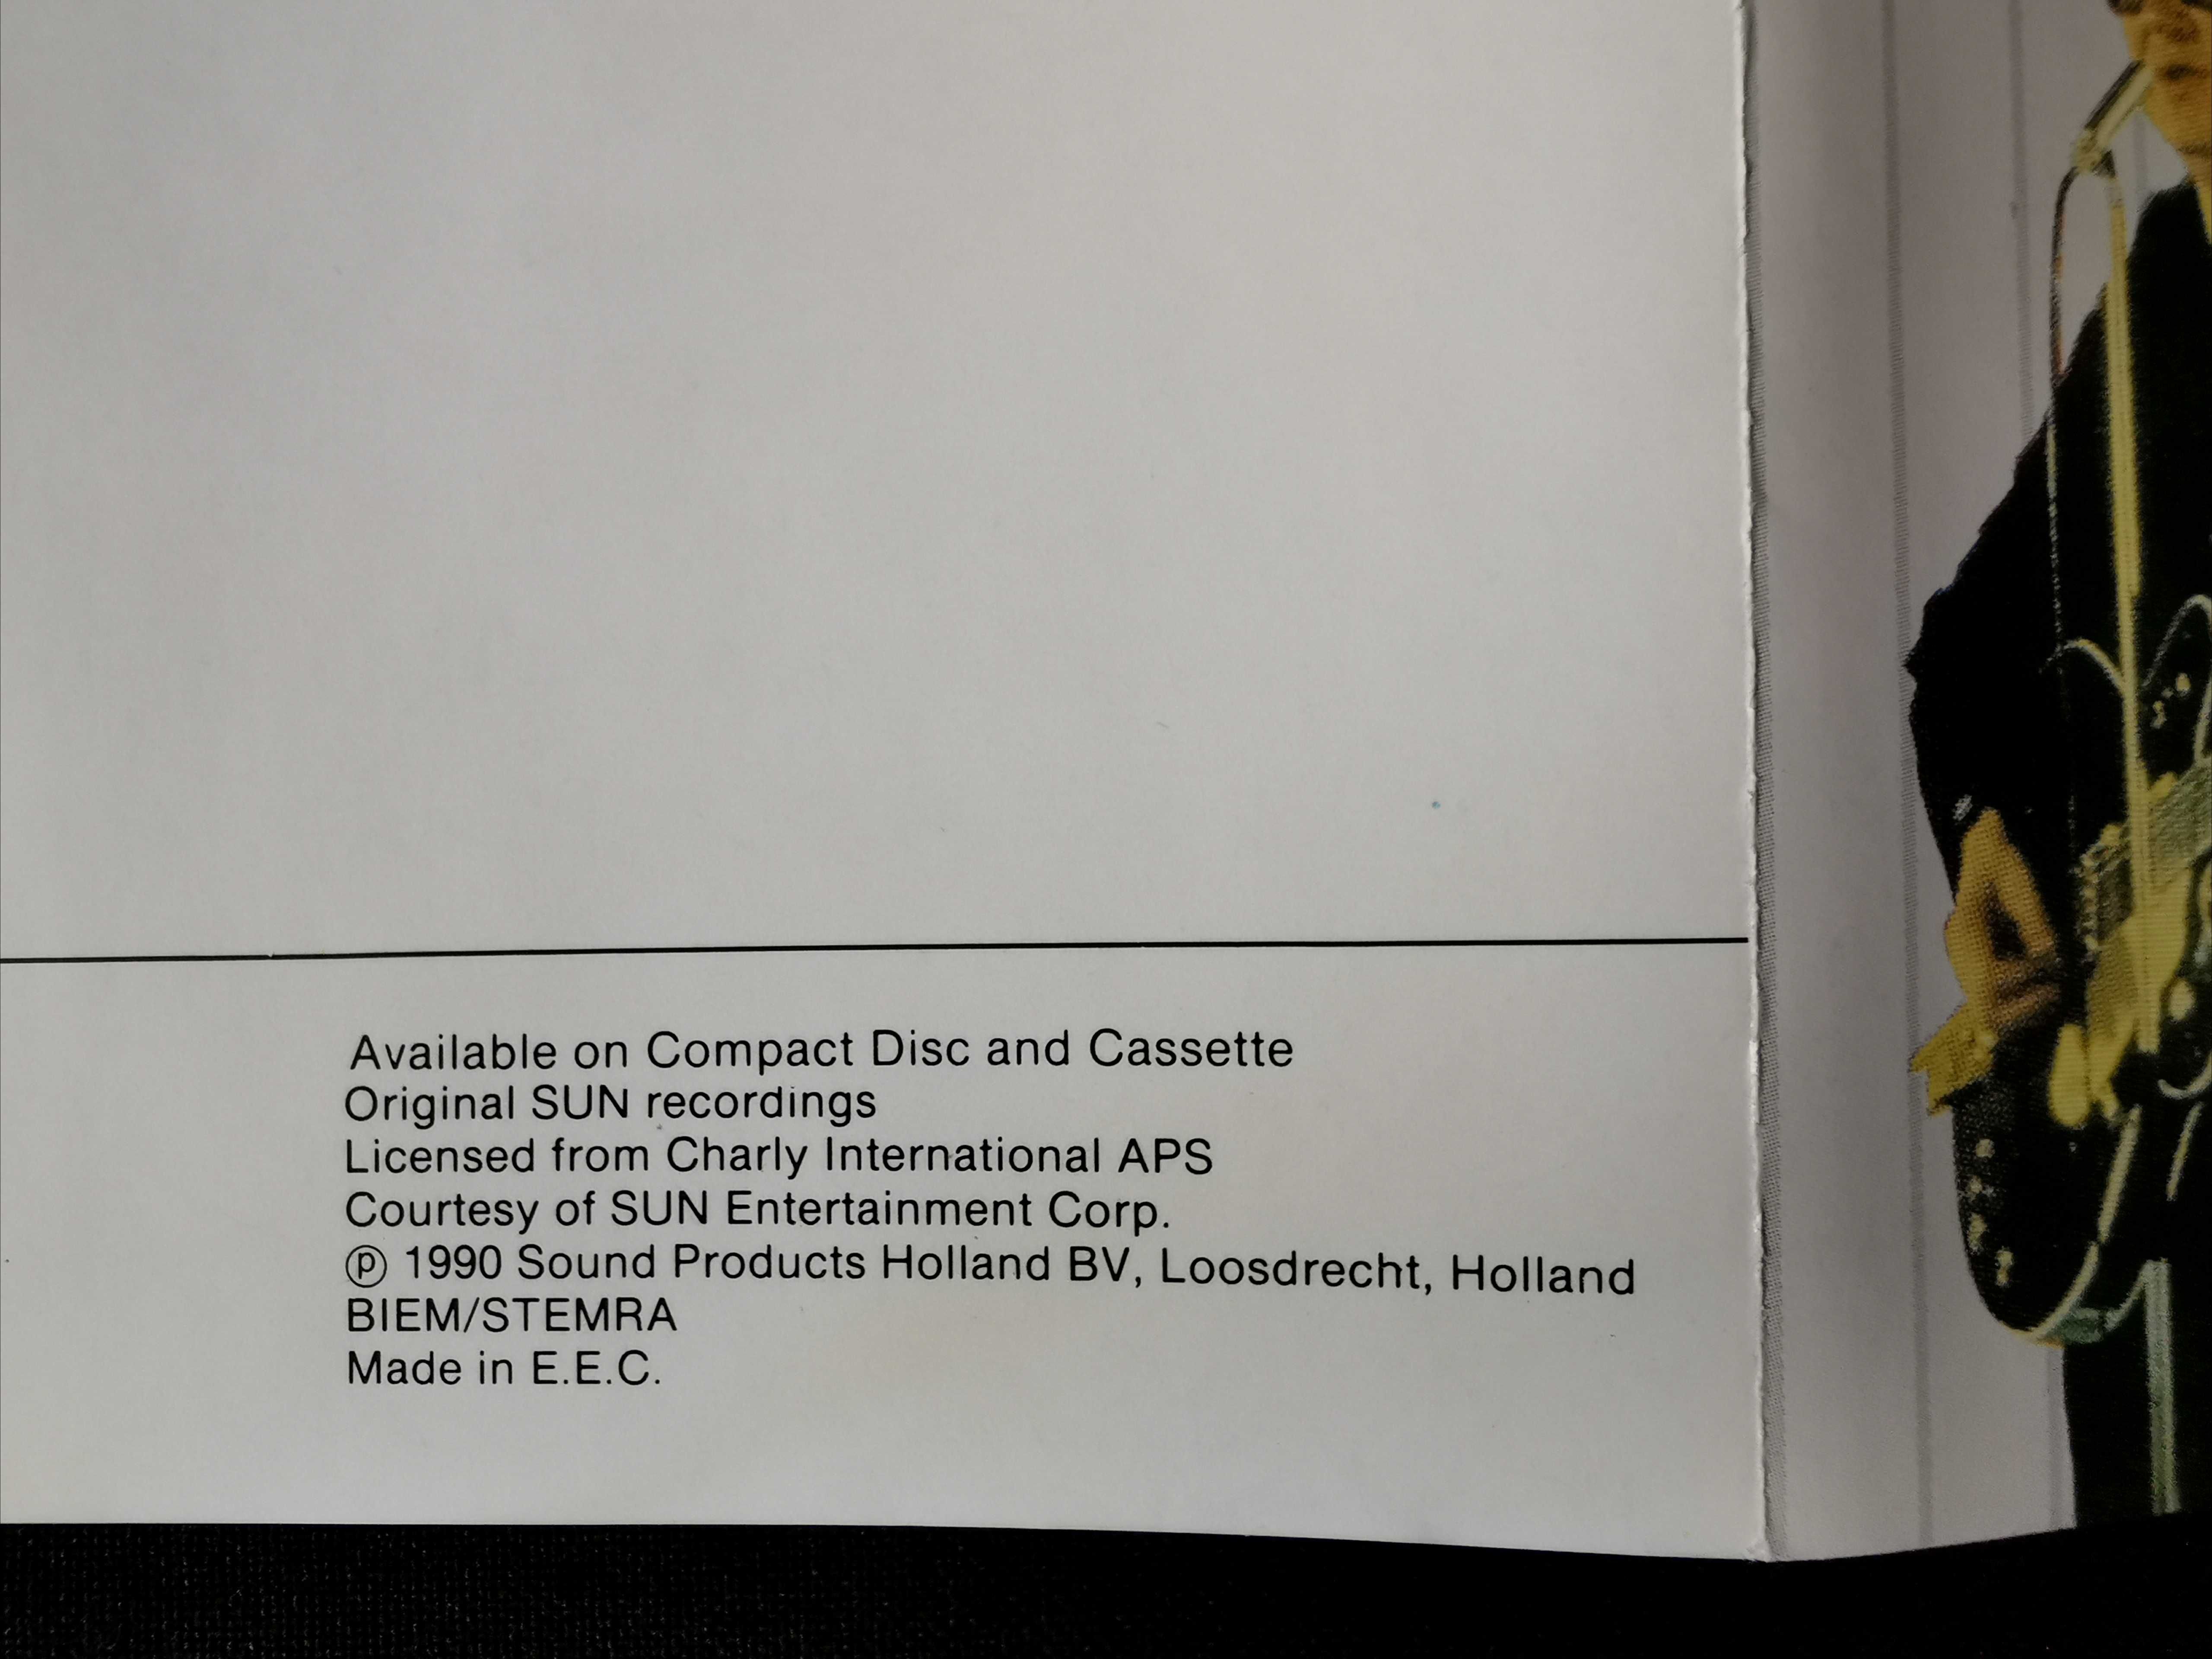 Available on Compact Disc and Cassette
Original SUN recordings
Licensed from Charly International APS
Courtesy of SUN Entertainment Corp.
℗ 1990 Sound Products Holland BV, Loosdrecht, Holland
BIEM/STEMRA
Made in E.E.C.